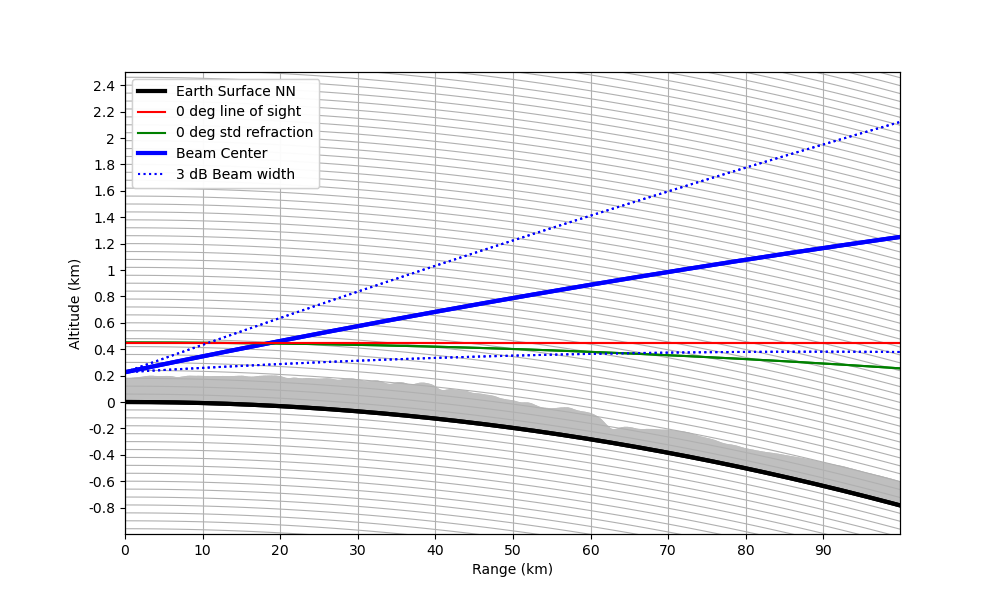 Earth Surface NN
0 deg line of sight
0 deg std refraction
Beam Center
3 dB Beam width
Altitude (km)
2.4
2.2
2
1.8
1.6
1.4
1.2
1
0.8
0.6
0.4
0.2
0
-0.2
-0.4
-0.6
-0.8
0 10 20 30 40 50 60 70 80 90
Range (km)